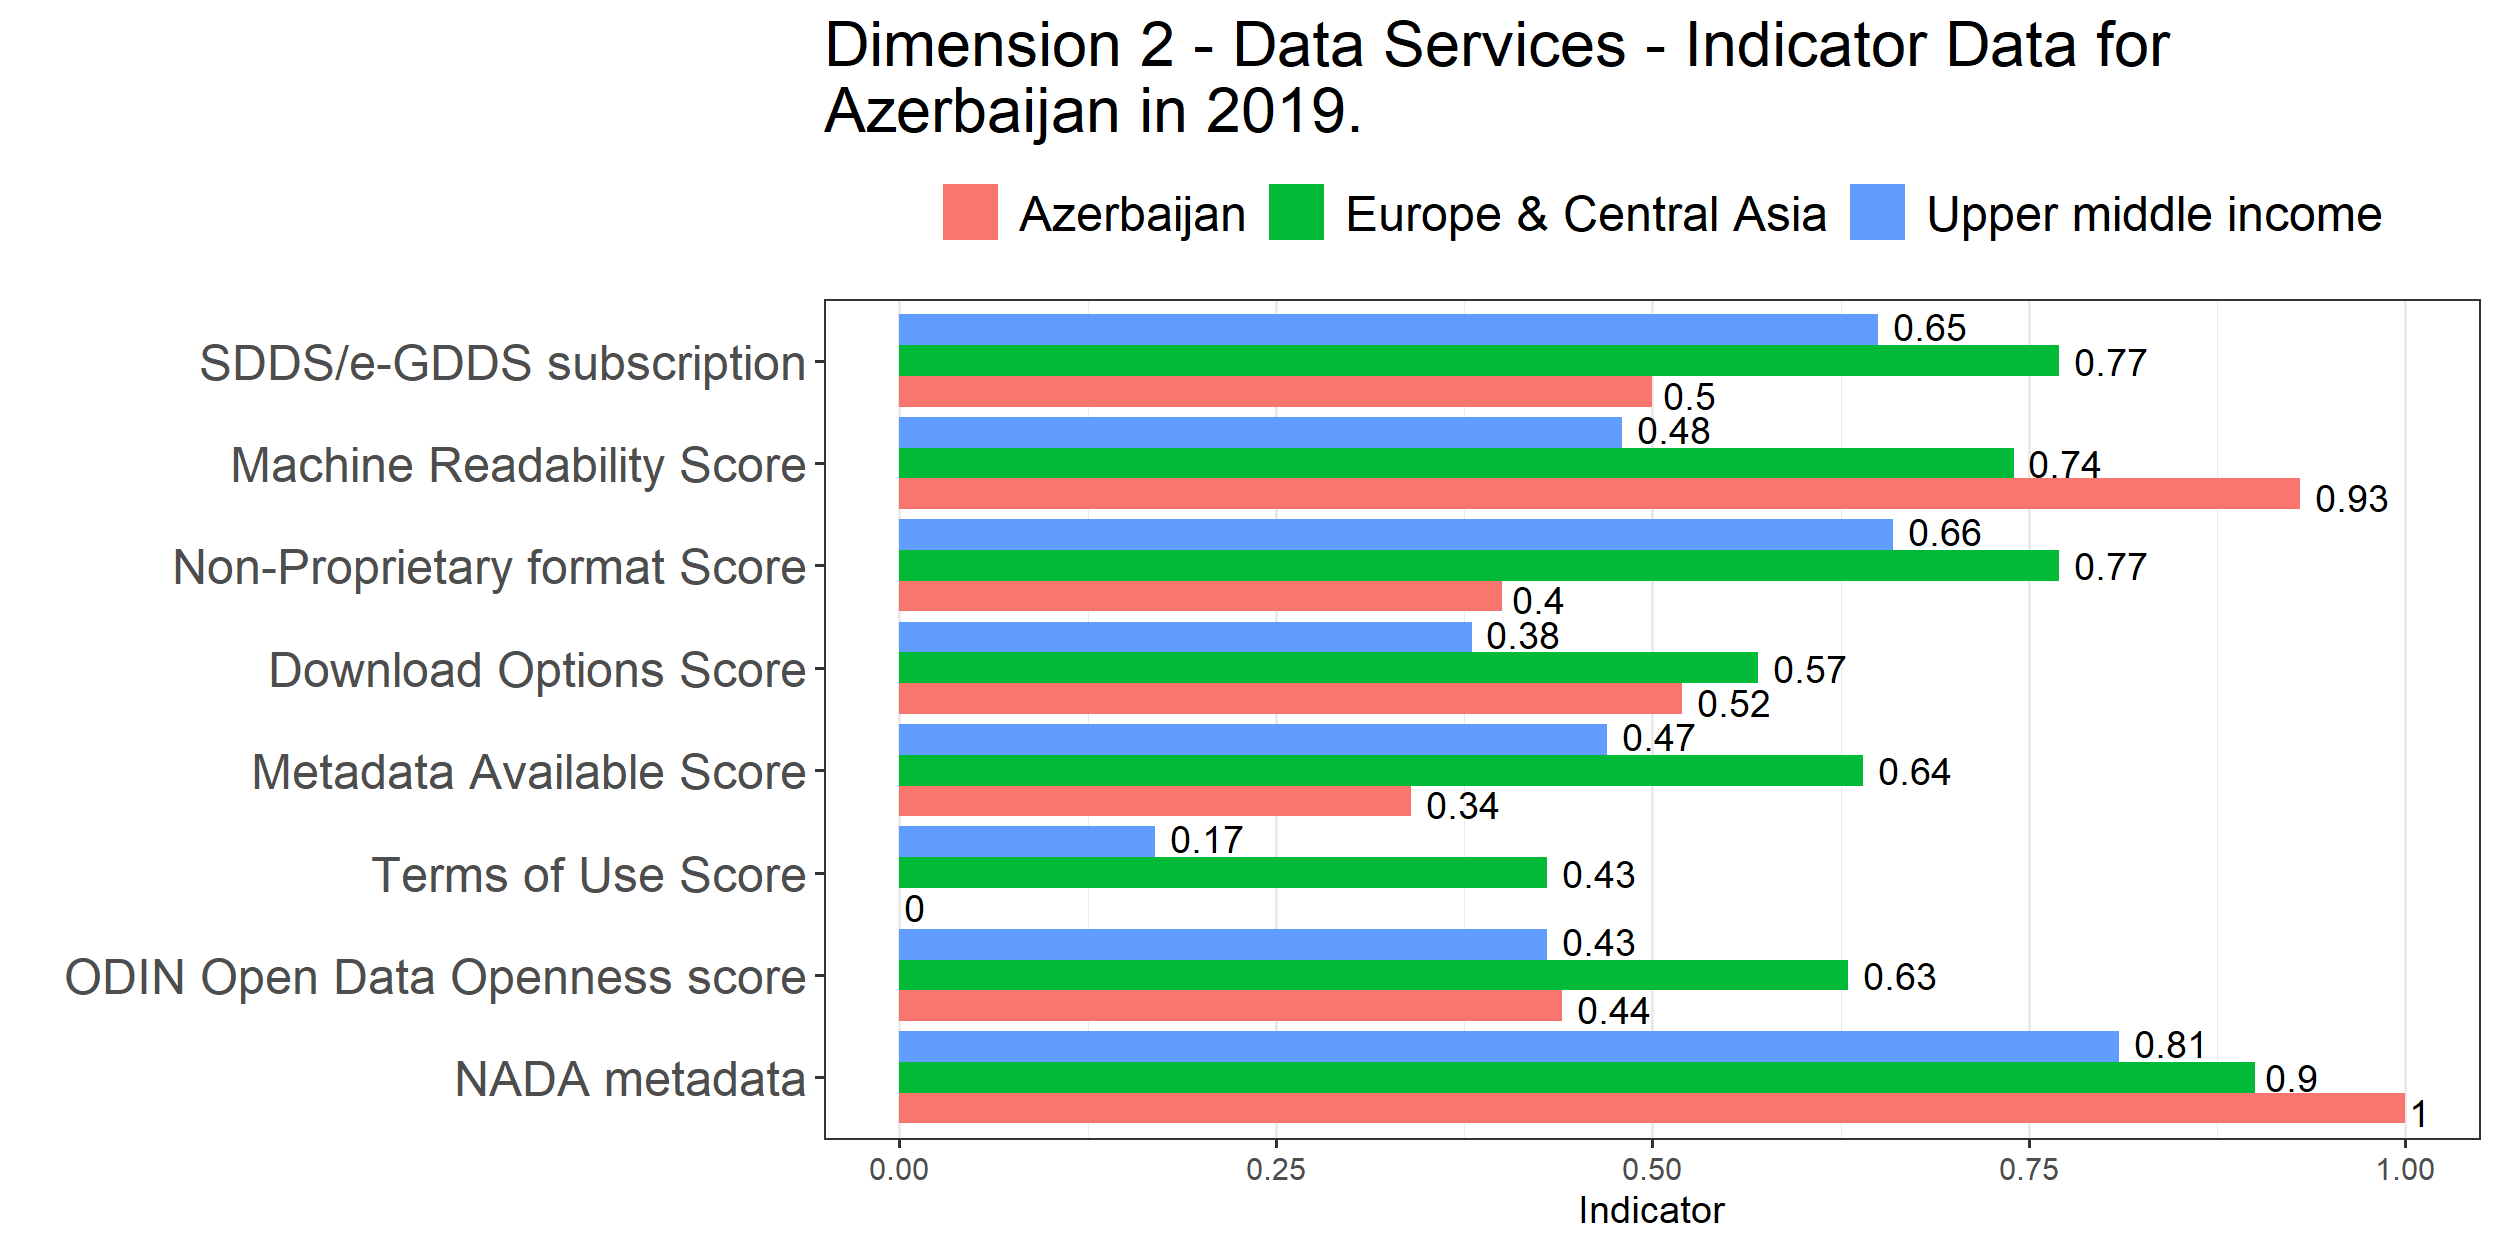 Dimension 2 - Data Services - Indicator Data for
Azerbaijan in 2019.
Azerbaijan
Europe & Central Asia
Upper middle income
SDDS/e-GDDS subscription
0.65
0.77
0.5
Machine Readability Score
0.48
0.74
0.93
Non-Proprietary format Score
0.66
0.77
0.4
Download Options Score
0.38
0.57
0.52
Metadata Available Score
0.47
0.64
0.34
Terms of Use Score
0.17
0.43
0
ODIN Open Data Openness score
0.43
0.63
0.44
NADA metadata
0.81
0.9
1
0.00
0.25
0.50
0.75
1.00
Indicator